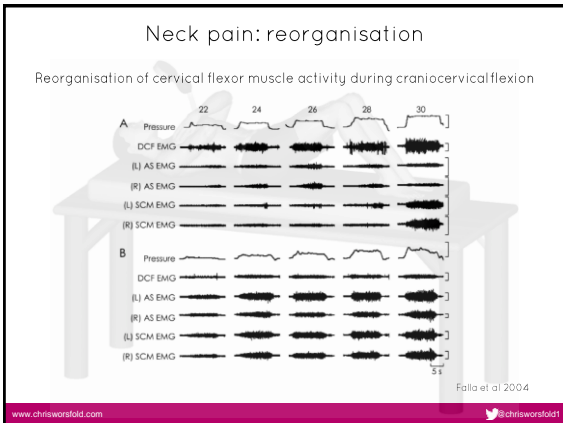 Neck pain: reorganisation
Reorganisation of cervical flexor muscle activity during craniocervical flexion
22 24 26 28 30
A Pressure
DCF EMG
(L) AS EMG
(R) AS EMG
(L) SCM EMG
(R) SCM EMG
B Pressure
DCF EMG
(L) AS EMG
(R) AS EMG
(L) SCM EMG
(R) SCM EMG
5 s
Falla et al 2004
www.chrisworsfold.com @chrisworsfold1